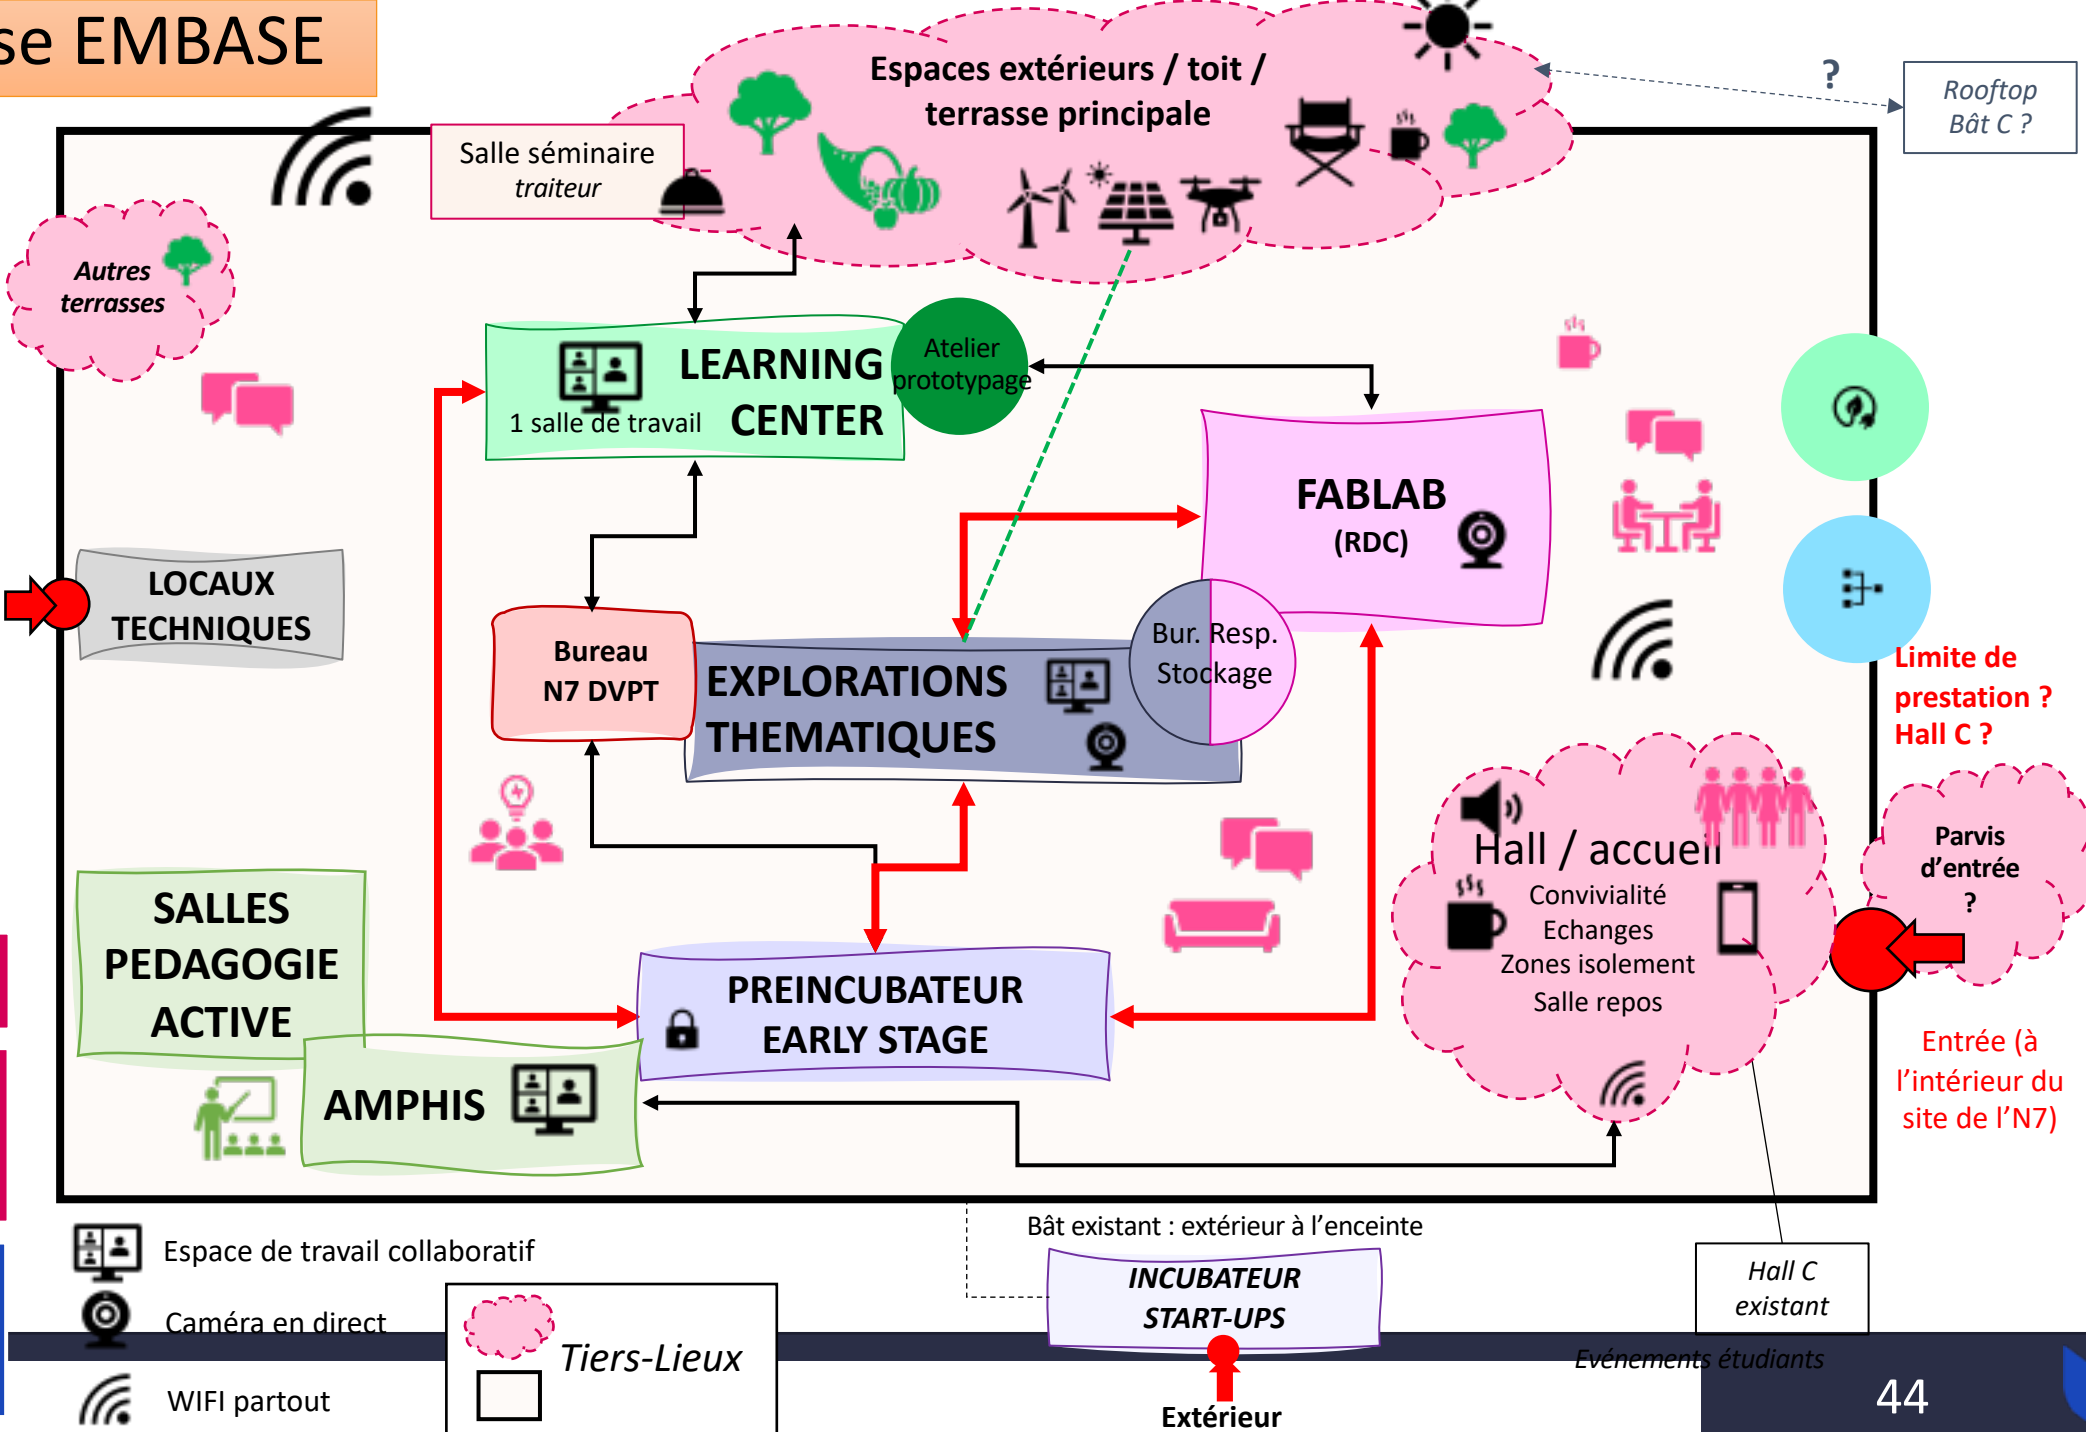 se EMBASE
Espaces extérieurs / toit /
terrasse principale
?
Rooftop
Bât C ?
Salle séminaire
traiteur
Autres
terrasses
LEARNING
CENTER
1 salle de travail
Atelier
prototypage
FABLAB
(RDC)
LOCAUX
TECHNIQUES
Bureau
N7 DVPT
EXPLORATIONS
THEMATIQUES
Bur. Resp.
Stockage
Limite de
prestation ?
Hall C ?
Hall / accueil
Convivialité
Echanges
Zones isolement
Salle repos
Parvis
d'entrée
?
SALLES
PEDAGOGIE
ACTIVE
PREINCUBATEUR
EARLY STAGE
AMPHIS
Entrée (à
l’intérieur du
site de l’N7)
Bât existant : extérieur à l’enceinte
INCUBATEUR
START-UPS
Extérieur
Hall C
existant
Evénements étudiants
Espace de travail collaboratif
Caméra en direct
WIFI partout
Tiers-Lieux
44